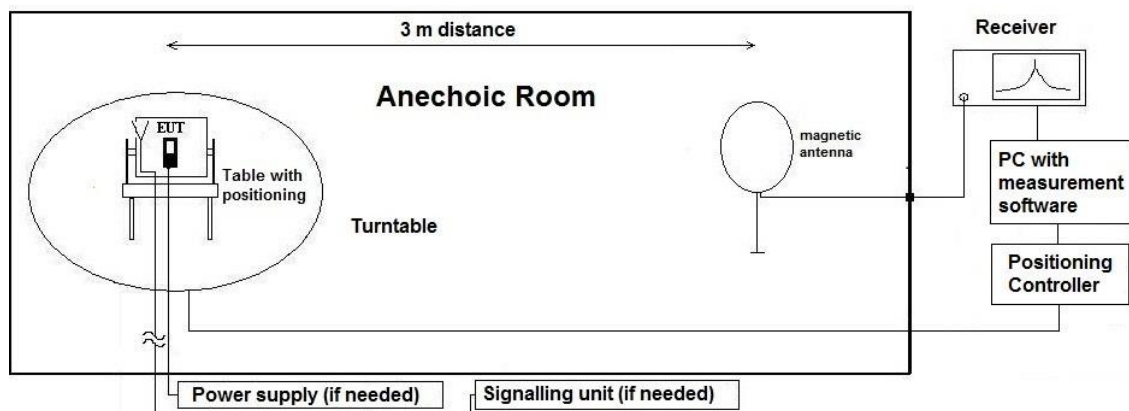 3 m distance
Receiver
Anechoic Room
EUT
magnetic
antenna
Table with
positioning
PC with
measurement
software
Turntable
Positioning
Controller
Power supply (if needed)
Signalling unit (if needed)